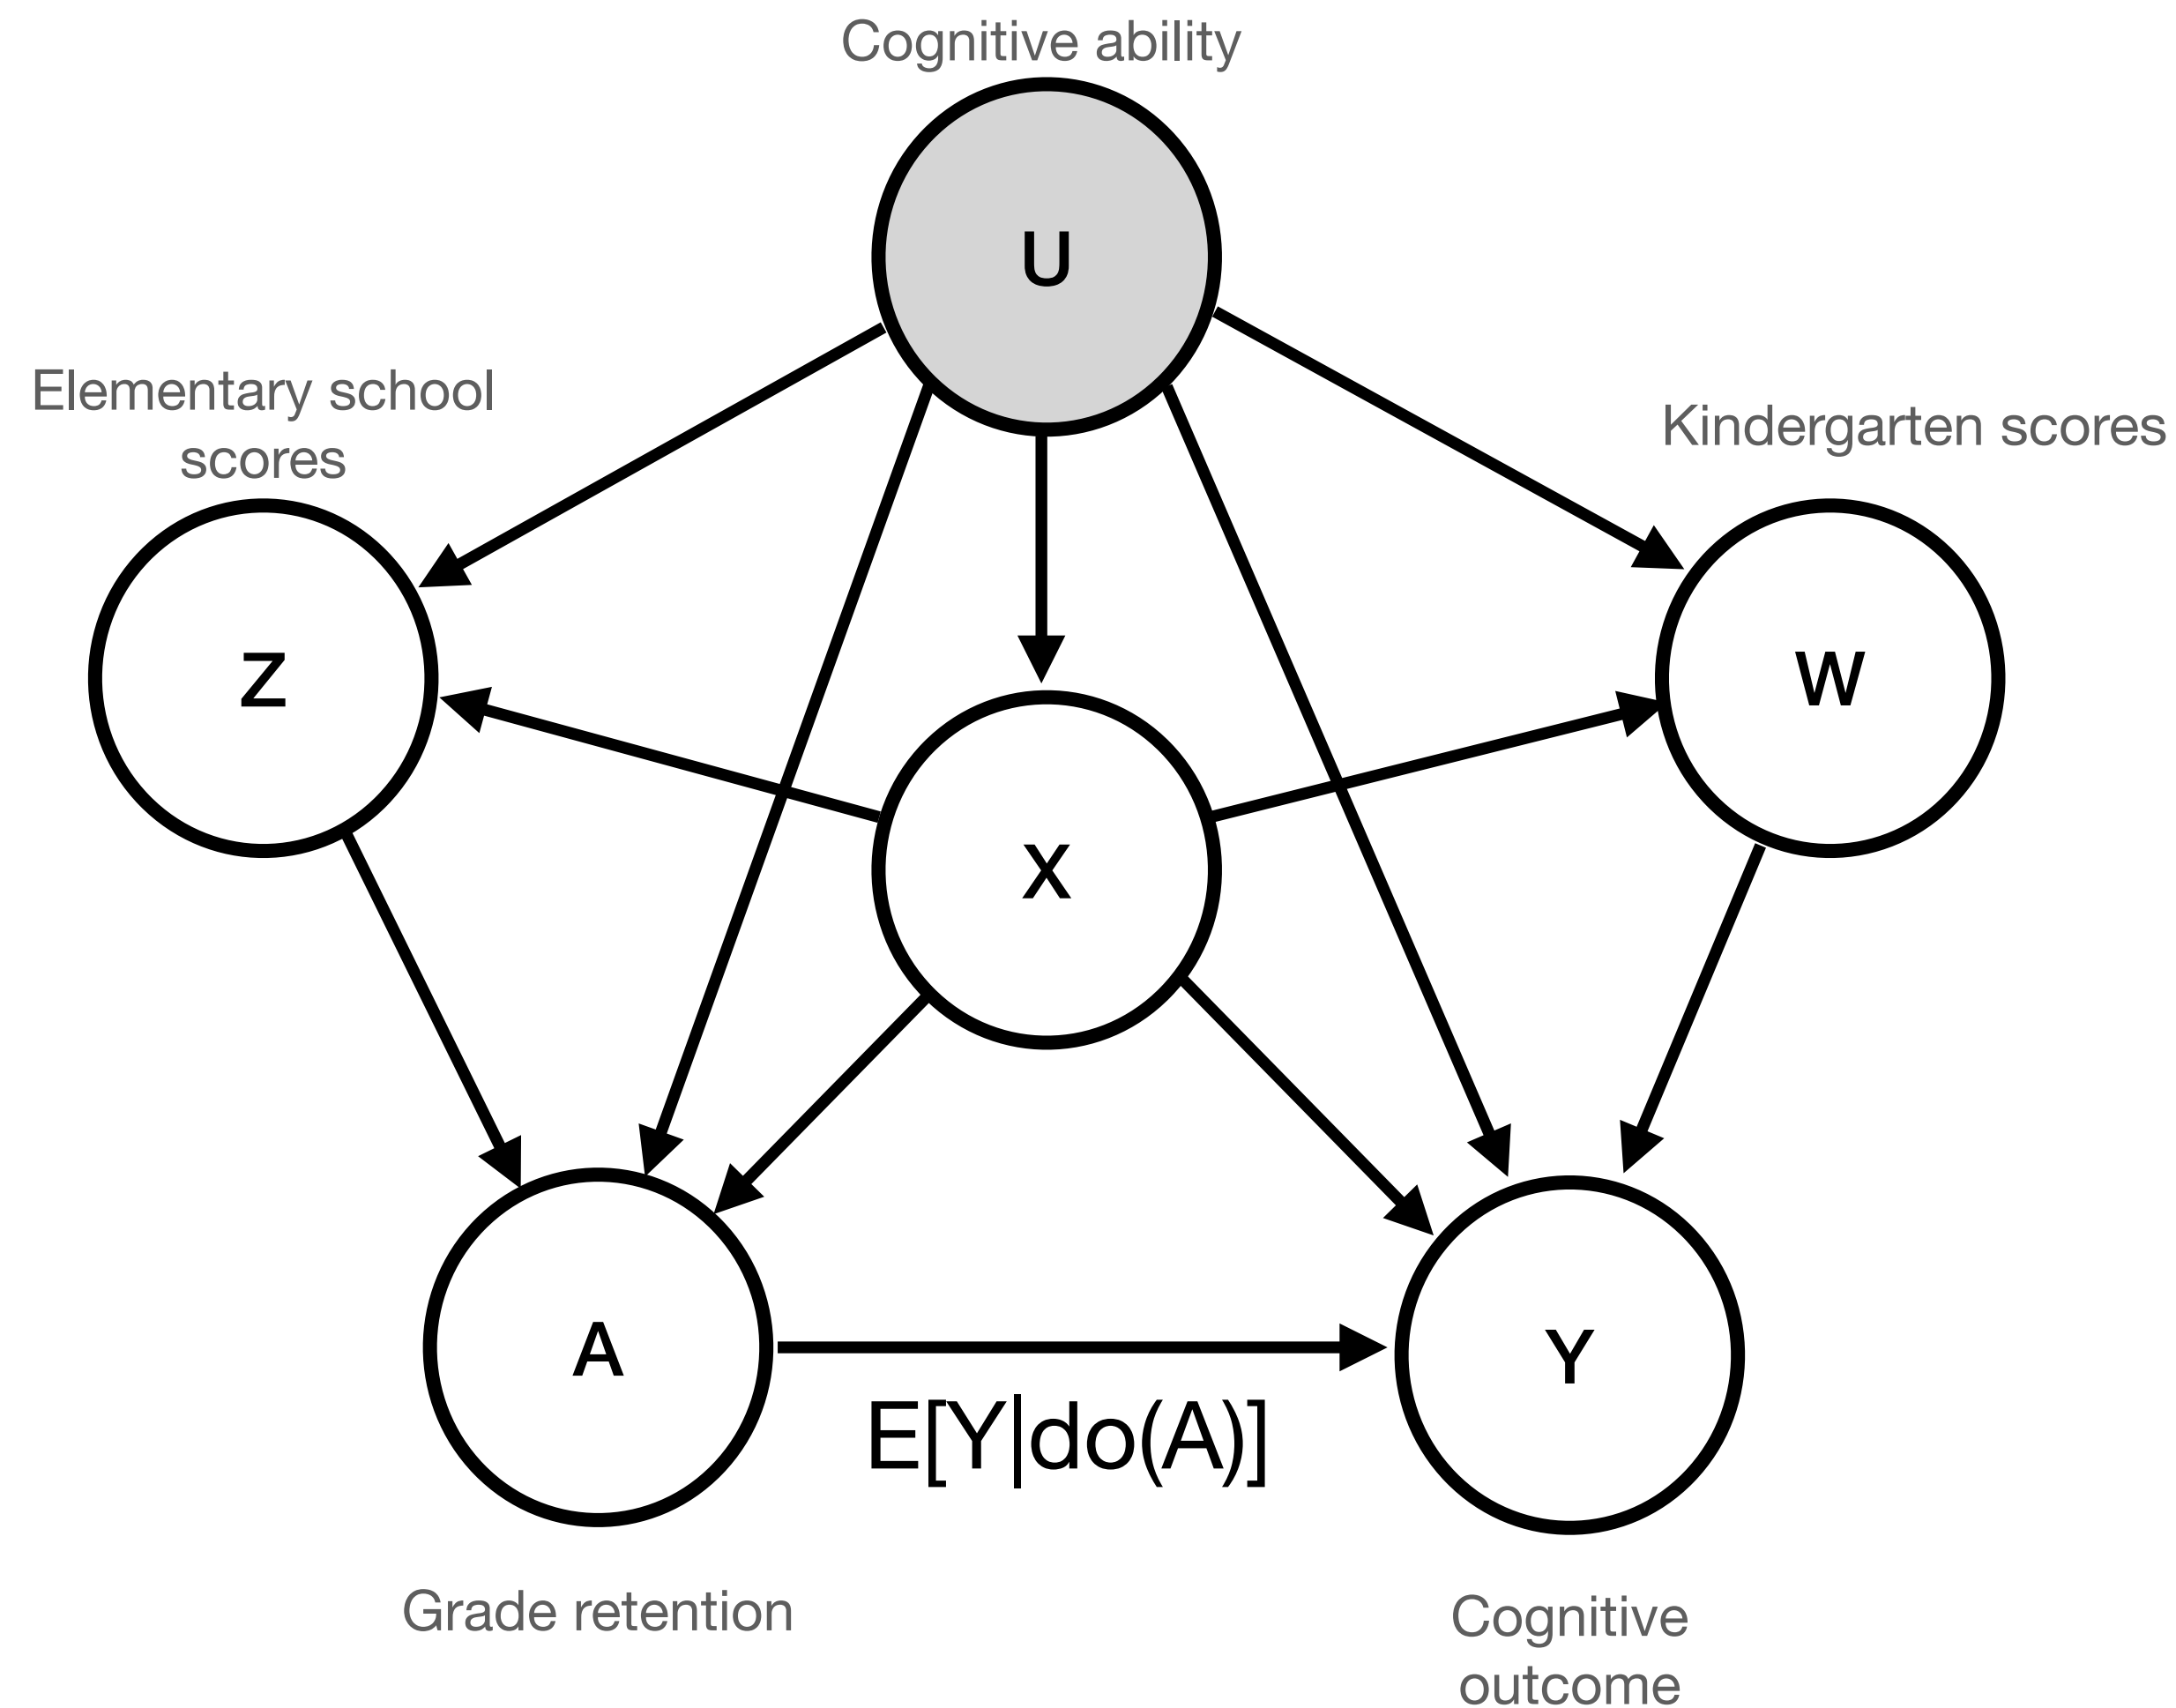 Cognitive ability
U
Elementary school
scores
Kindergarten scores
Z
W
X
A
Y
E[Y|do(A)]
Grade retention
Cognitive
outcome